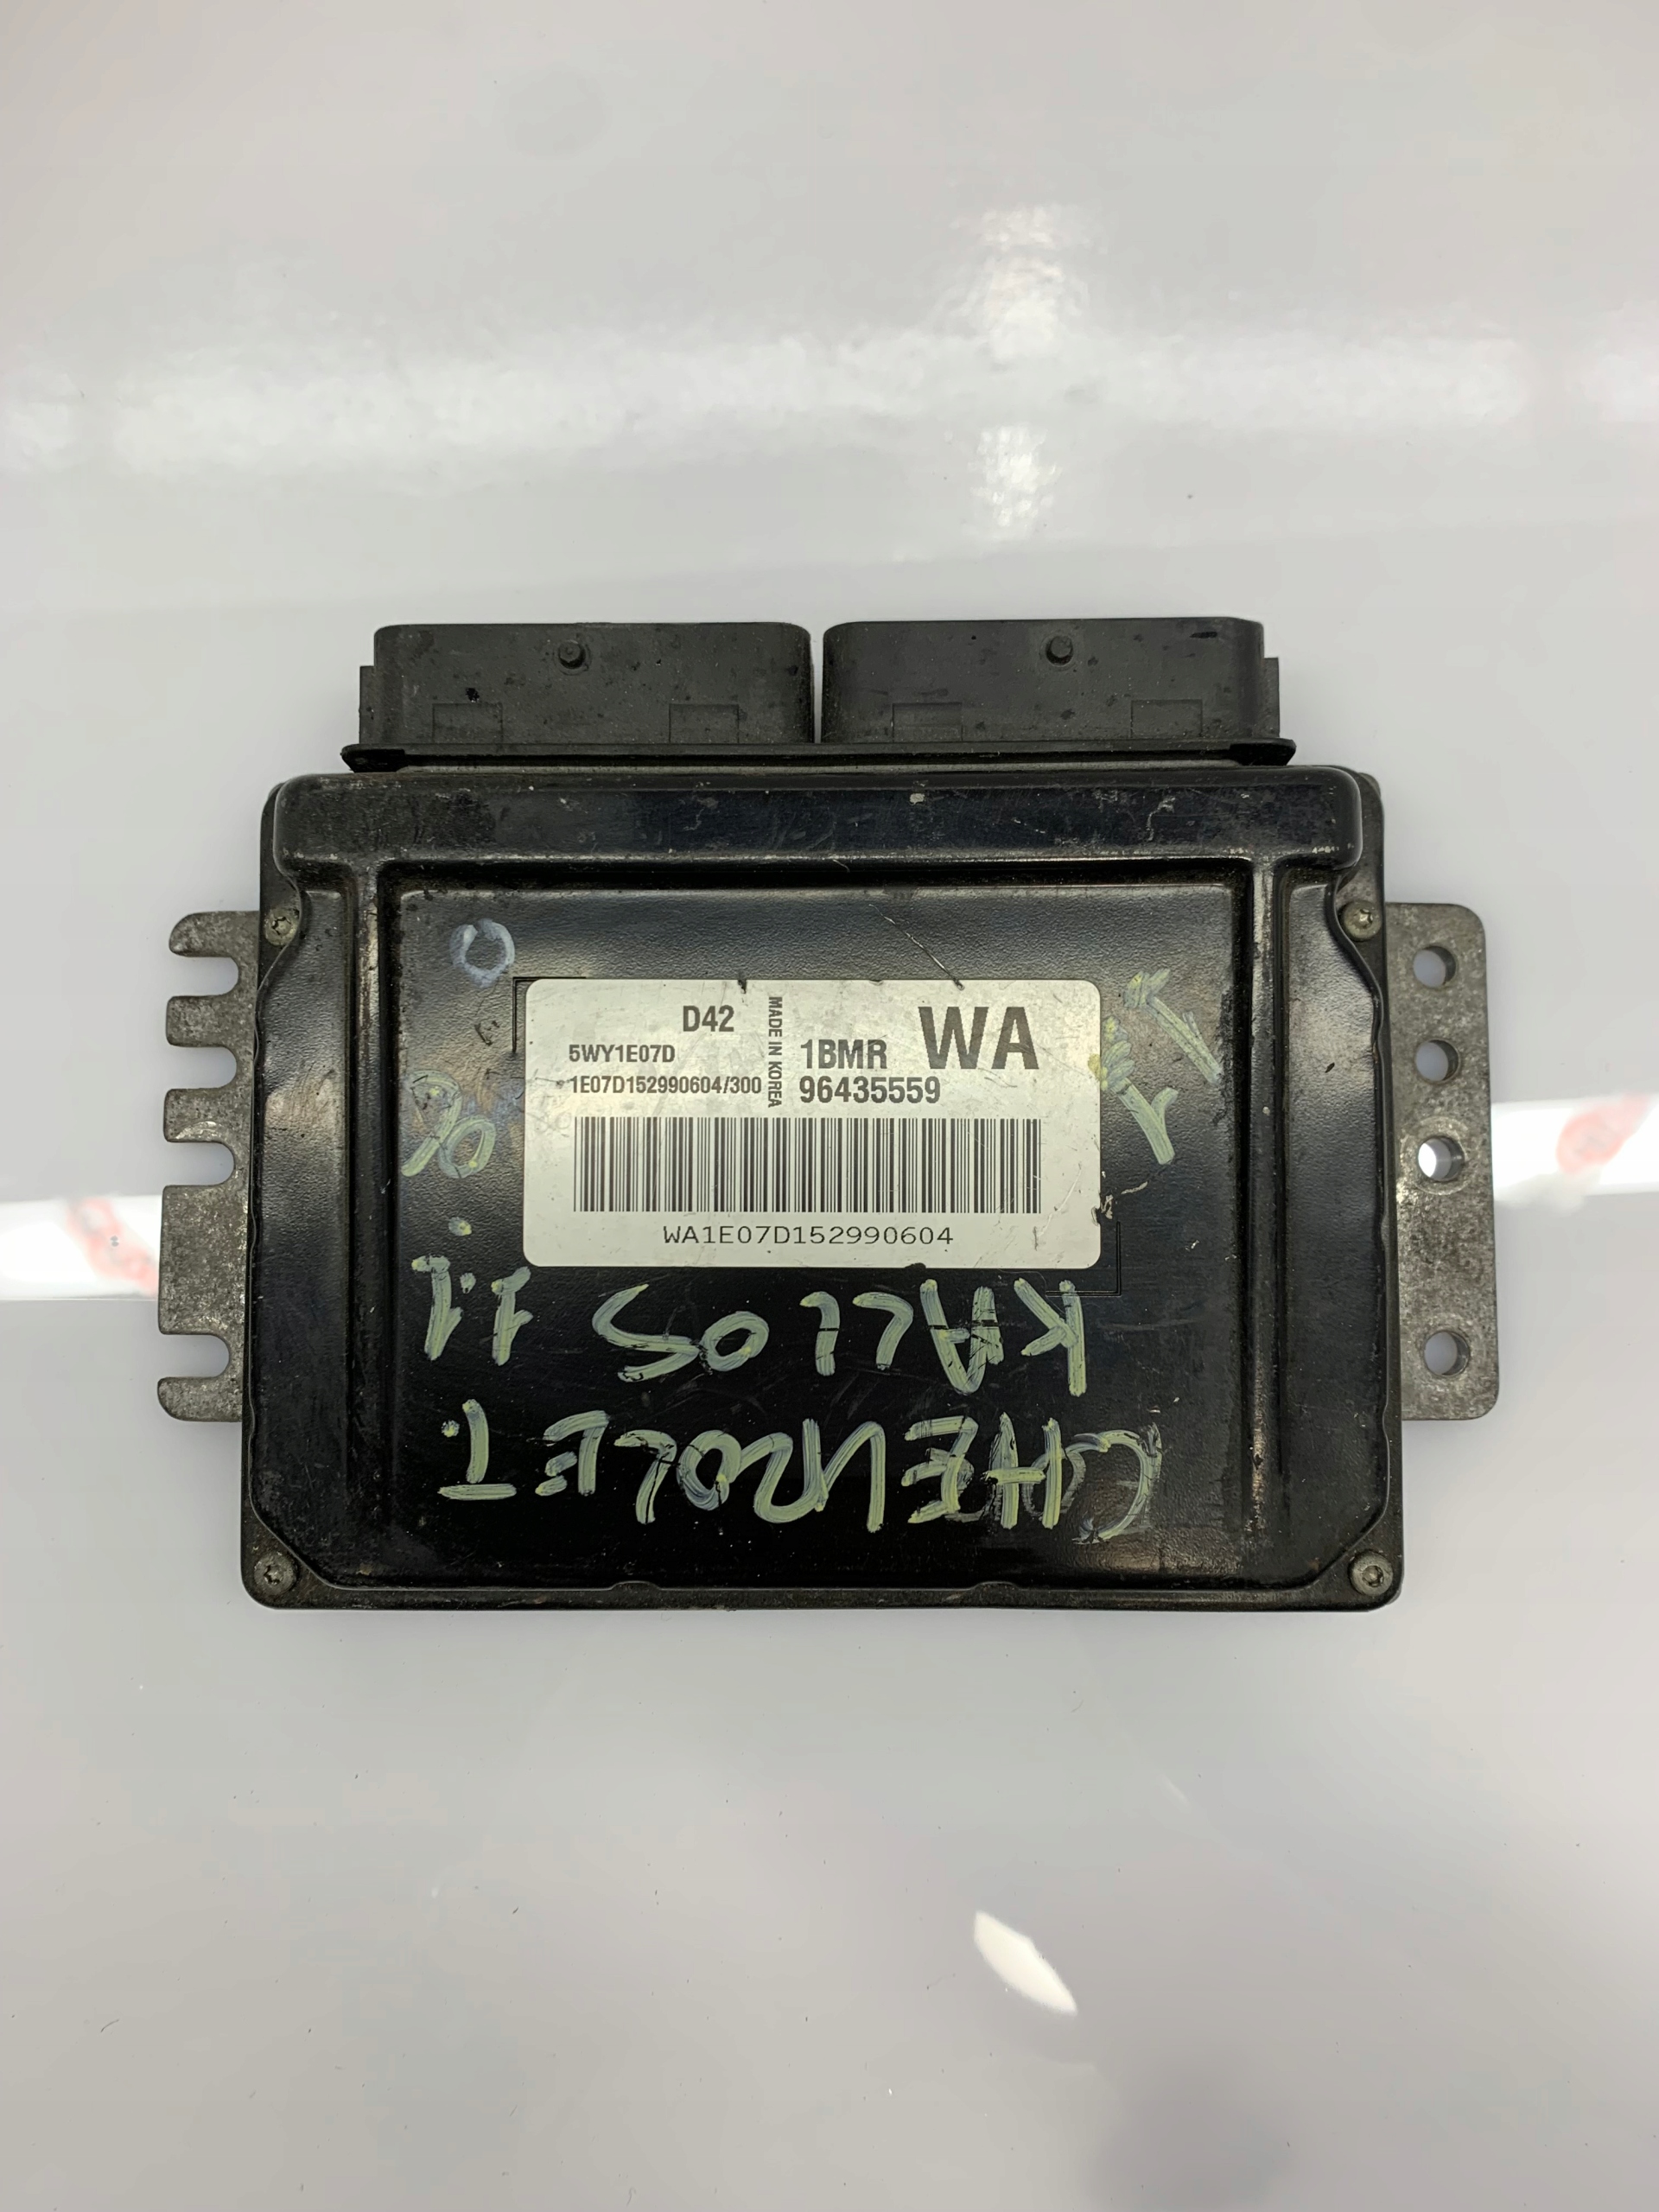 D42
5WY1E07D
1E07D152990604/300
MADE IN KOREA
1BMR WA
96435559
WA1E07D152990604
CHEVROLET.
KALLOS 1.1